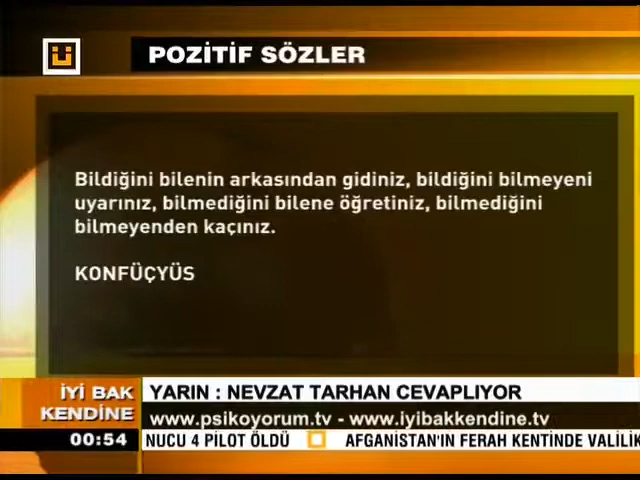 POZİTİF SÖZLER
Bildiğini bilenin arkasından gidiniz, bildiğini bilmeyeni
uyarınız, bilmediğini bilene öğretiniz, bilmediğini
bilmeyenden kaçınız.
KONFÜÇYÜS
İYİ BAK
KENDİNE
YARIN : NEVZAT TARHAN CEVAPLIYOR
www.psikoyorum.tv - www.iyibakkendine.tv
00:54
NUCU 4 PİLOT ÖLDÜ AFGANİSTAN'IN FERAH KENTİNDE VALİLİK